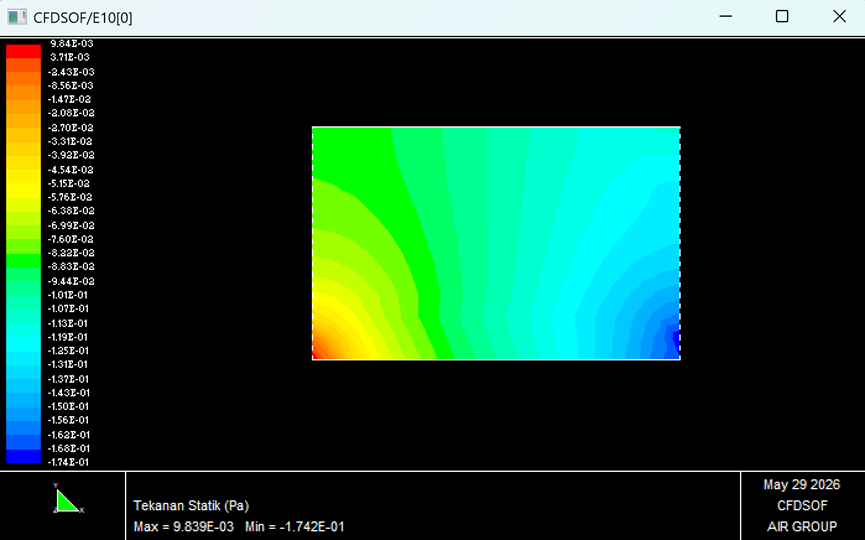 CFDSOF/E10[0]
9.84E-03
3.71E-03
-2.43E-03
-8.56E-03
-1.47E-02
-2.08E-02
-2.70E-02
-3.31E-02
-3.92E-02
-4.54E-02
-5.15E-02
-5.76E-02
-6.38E-02
-6.99E-02
-7.60E-02
-8.22E-02
-8.83E-02
-9.44E-02
-1.01E-01
-1.07E-01
-1.13E-01
-1.19E-01
-1.25E-01
-1.31E-01
-1.37E-01
-1.43E-01
-1.50E-01
-1.56E-01
-1.62E-01
-1.68E-01
-1.74E-01
Y
Z X
Tekanan Statik (Pa)
Max = 9.839E-03 Min = -1.742E-01
May 29 2026
CFDSOF
AIR GROUP